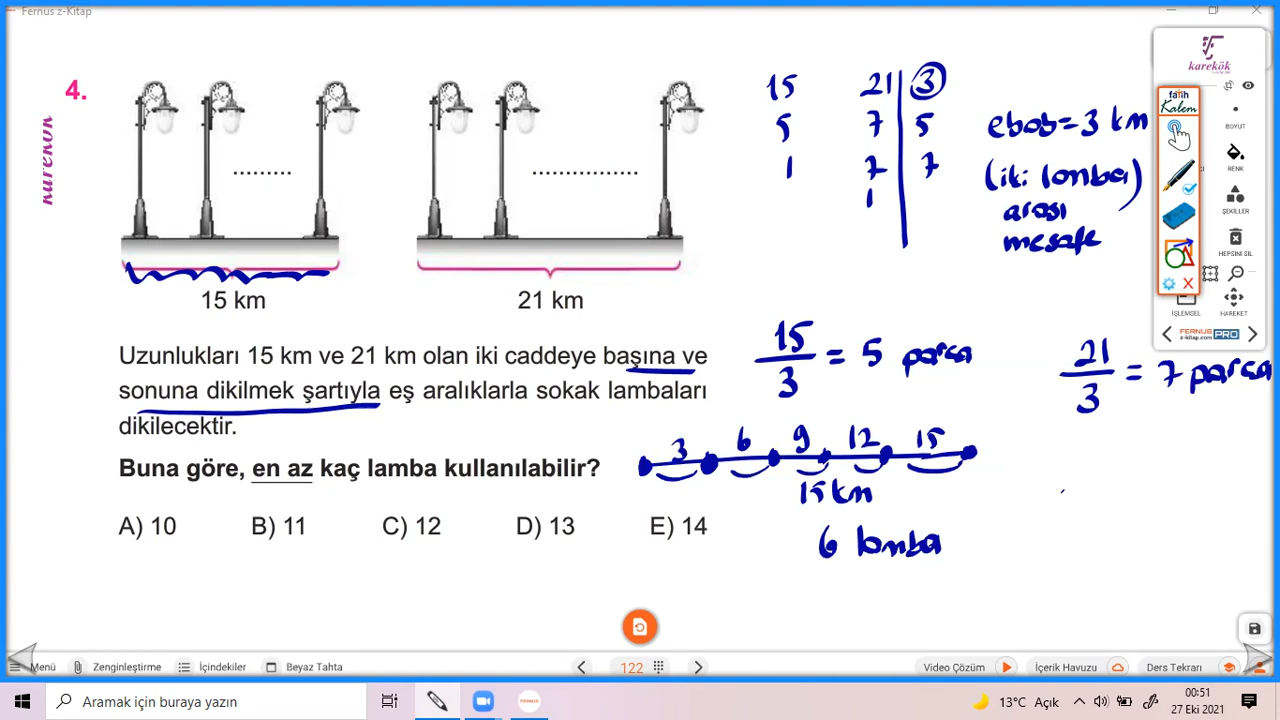 Fernus z-Kitap
4.
karekök
15 km
21 km
Uzunlukları 15 km ve 21 km olan iki caddeye başına ve
sonuna dikilmek şartıyla eş aralıklarla sokak lambaları
dikilecektir.
Buna göre, en az kaç lamba kullanılabilir?
A) 10 B) 11 C) 12 D) 13 E) 14
15 21 3
5 7 5
1 7 7
1
ebob=3 km
(iki lamba)
arası
mesafe
15/3 = 5 parça
21/3 = 7 parça
3 6 9 12 15
15 km
6 lamba
karekök
fatih
Kalem
BOYUT
RENK
ŞEKİLLER
HEPSİNİ SİL
İŞLEMSEL
HAREKET
FERNUS PRO
z-kitap.com
Menü
Zenginleştirme
İçindekiler
Beyaz Tahta
122
Video Çözüm
İçerik Havuzu
Ders Tekrarı
Aramak için buraya yazın
FERNUS
13°C Açık
00:51
27 Eki 2021